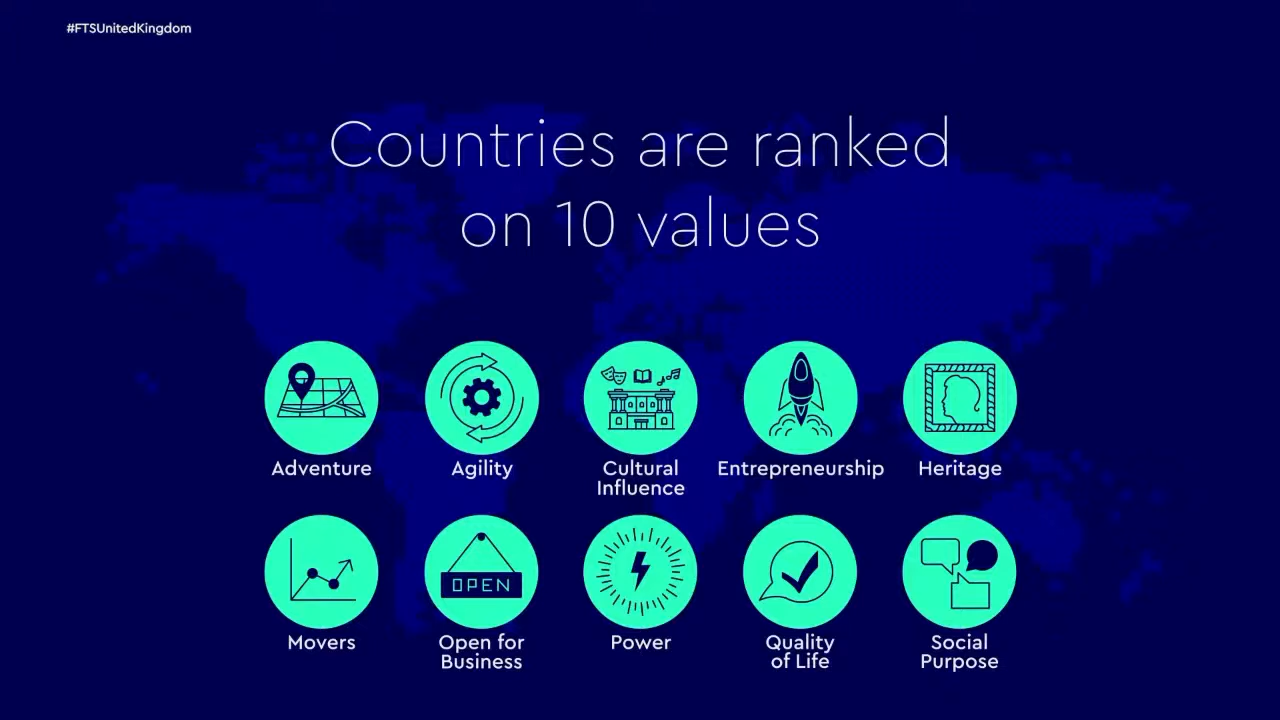 #FTSUnitedKingdom
Countries are ranked
on 10 values
Adventure
Agility
Cultural
Influence
Entrepreneurship
Heritage
Movers
OPEN
Open for
Business
Power
Quality
of Life
Social
Purpose